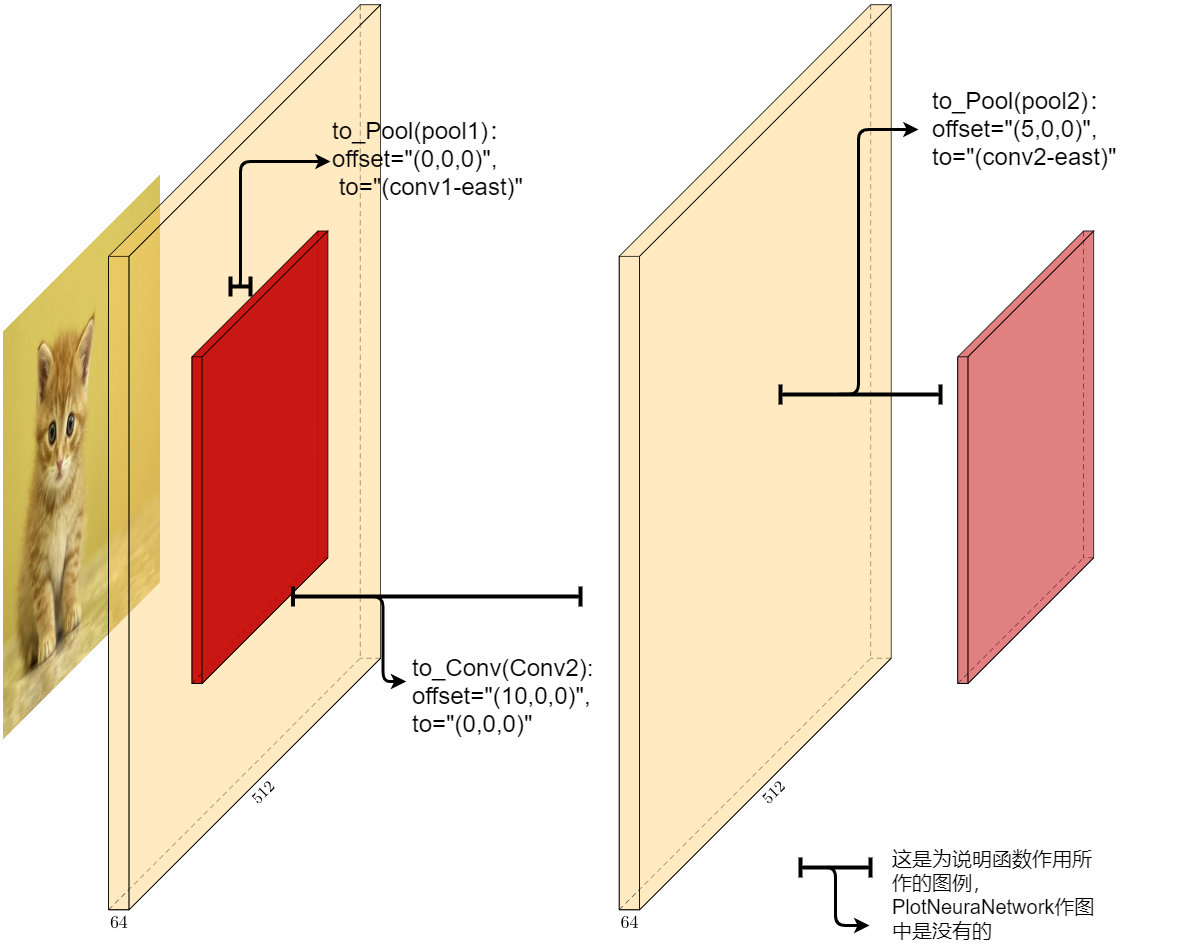 to_Pool(pool1):
offset="(0,0,0)",
to="(conv1-east)"
to_Pool(pool2):
offset="(5,0,0)",
to="(conv2-east)"
to_Conv(Conv2):
offset="(10,0,0)",
to="(0,0,0)"
512
64
512
64
这是为说明函数作用所
作的图例，
PlotNeuraNetwork作图
中是没有的